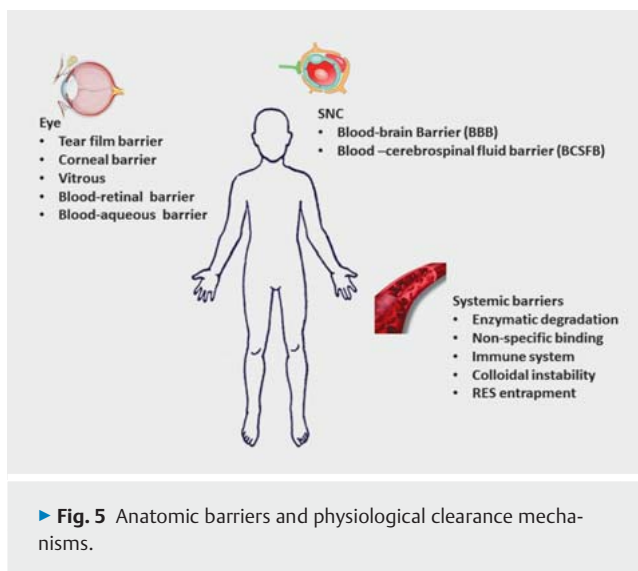 Eye
• Tear film barrier
• Corneal barrier
• Vitrous
• Blood-retinal barrier
• Blood-aqueous barrier
SNC
• Blood-brain Barrier (BBB)
• Blood –cerebrospinal fluid barrier (BCSFB)
Systemic barriers
• Enzymatic degradation
• Non-specific binding
• Immune system
• Colloidal instability
• RES entrapment
▶ Fig. 5 Anatomic barriers and physiological clearance mecha-
nisms.